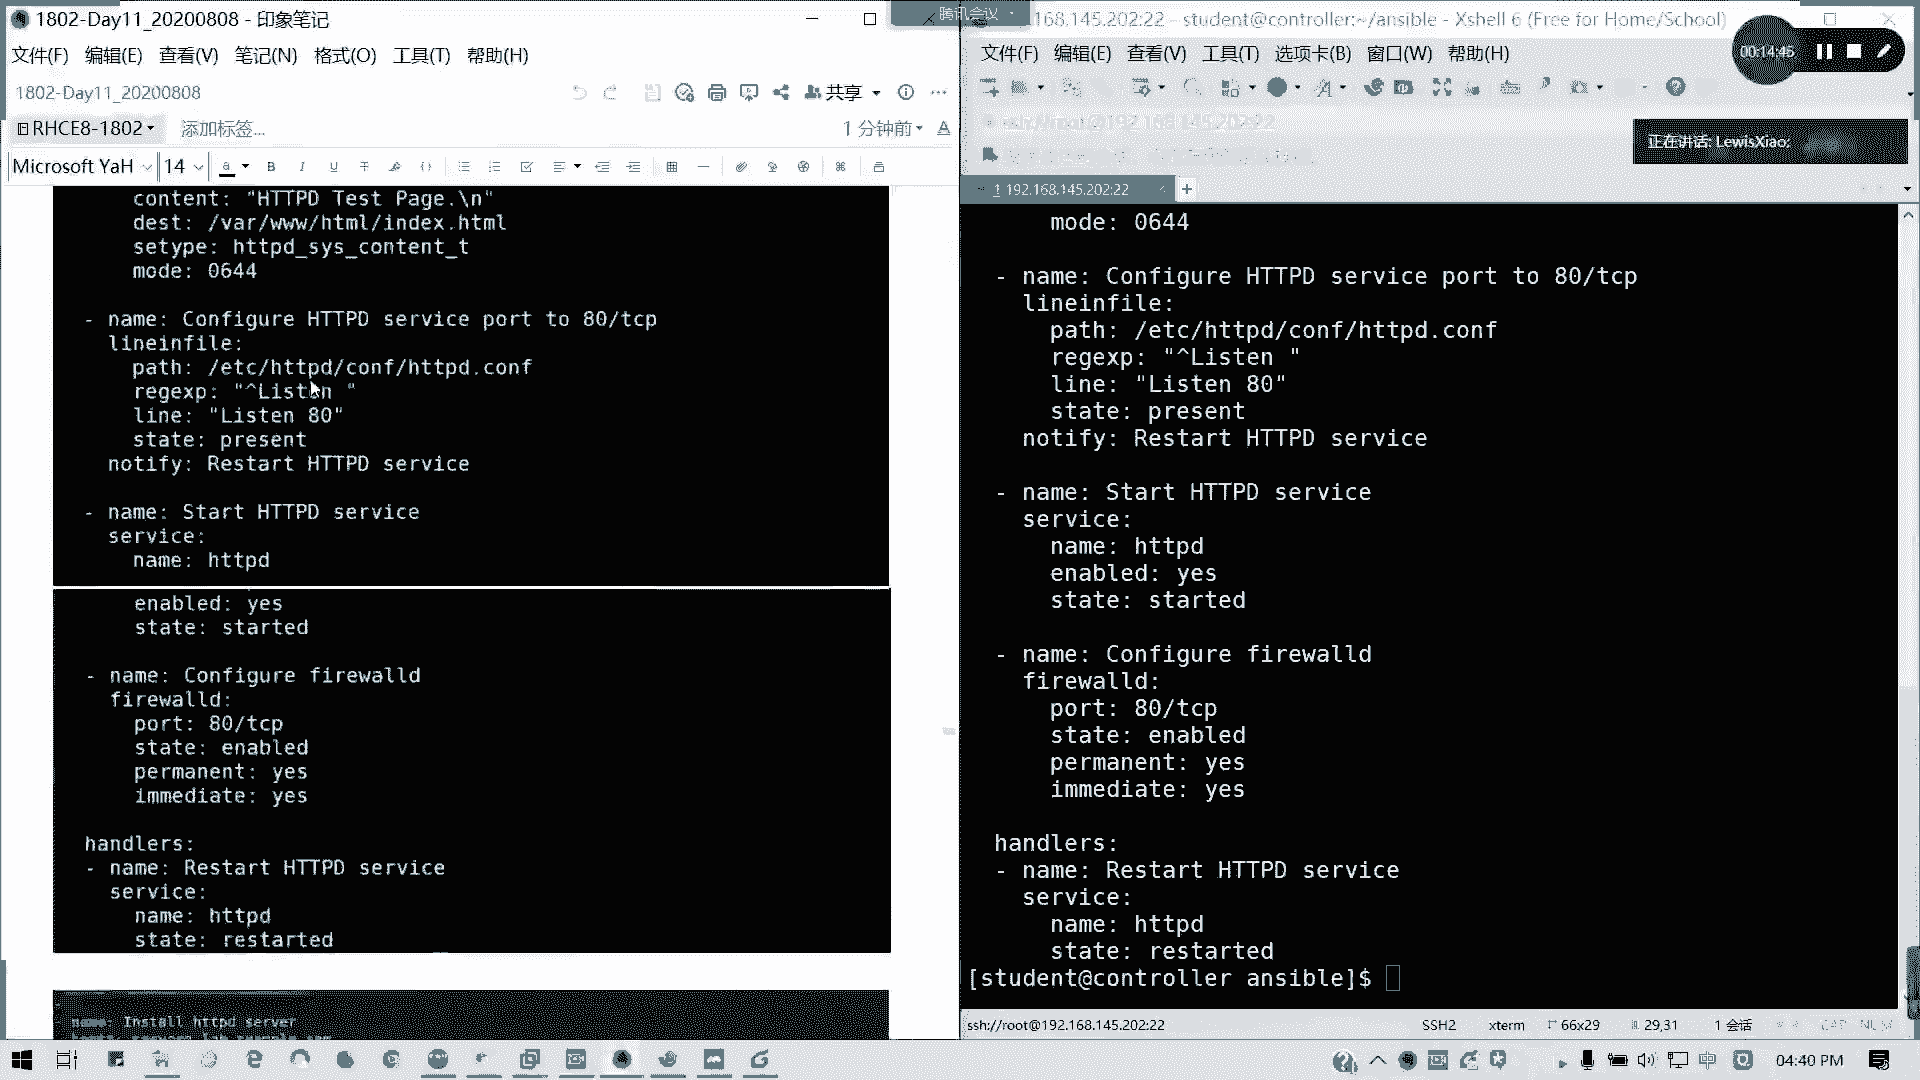 1802-Day11_20200808 - 印象笔记
文件(F) 编辑(E) 查看(V) 笔记(N) 格式(O) 工具(T) 帮助(H)
1802-Day11_20200808
共享
RHCE8-1802
添加标签...
1 分钟前
Microsoft YaH
14
content: "HTTPD Test Page.\n"
dest: /var/www/html/index.html
setype: httpd_sys_content_t
mode: 0644
- name: Configure HTTPD service port to 80/tcp
lineinfile:
path: /etc/httpd/conf/httpd.conf
regexp: "^Listen "
line: "Listen 80"
state: present
notify: Restart HTTPD service
- name: Start HTTPD service
service:
name: httpd
enabled: yes
state: started
- name: Configure firewalld
firewalld:
port: 80/tcp
state: enabled
permanent: yes
immediate: yes
handlers:
- name: Restart HTTPD service
service:
name: httpd
state: restarted
name: Install httpd server
腾讯会议
168.145.202:22 - student@controller:~/ansible - Xshell 6 (Free for Home/School)
文件(F) 编辑(E) 查看(V) 工具(T) 选项卡(B) 窗口(W) 帮助(H)
00:14:45
正在讲话: LewisXiao;
1 192.168.145.202:22
mode: 0644
- name: Configure HTTPD service port to 80/tcp
lineinfile:
path: /etc/httpd/conf/httpd.conf
regexp: "^Listen "
line: "Listen 80"
state: present
notify: Restart HTTPD service
- name: Start HTTPD service
service:
name: httpd
enabled: yes
state: started
- name: Configure firewalld
firewalld:
port: 80/tcp
state: enabled
permanent: yes
immediate: yes
handlers:
- name: Restart HTTPD service
service:
name: httpd
state: restarted
[student@controller ansible]$
ssh://root@192.168.145.202:22
SSH2 xterm 66x29 29,31 1 会话
中
04:40 PM